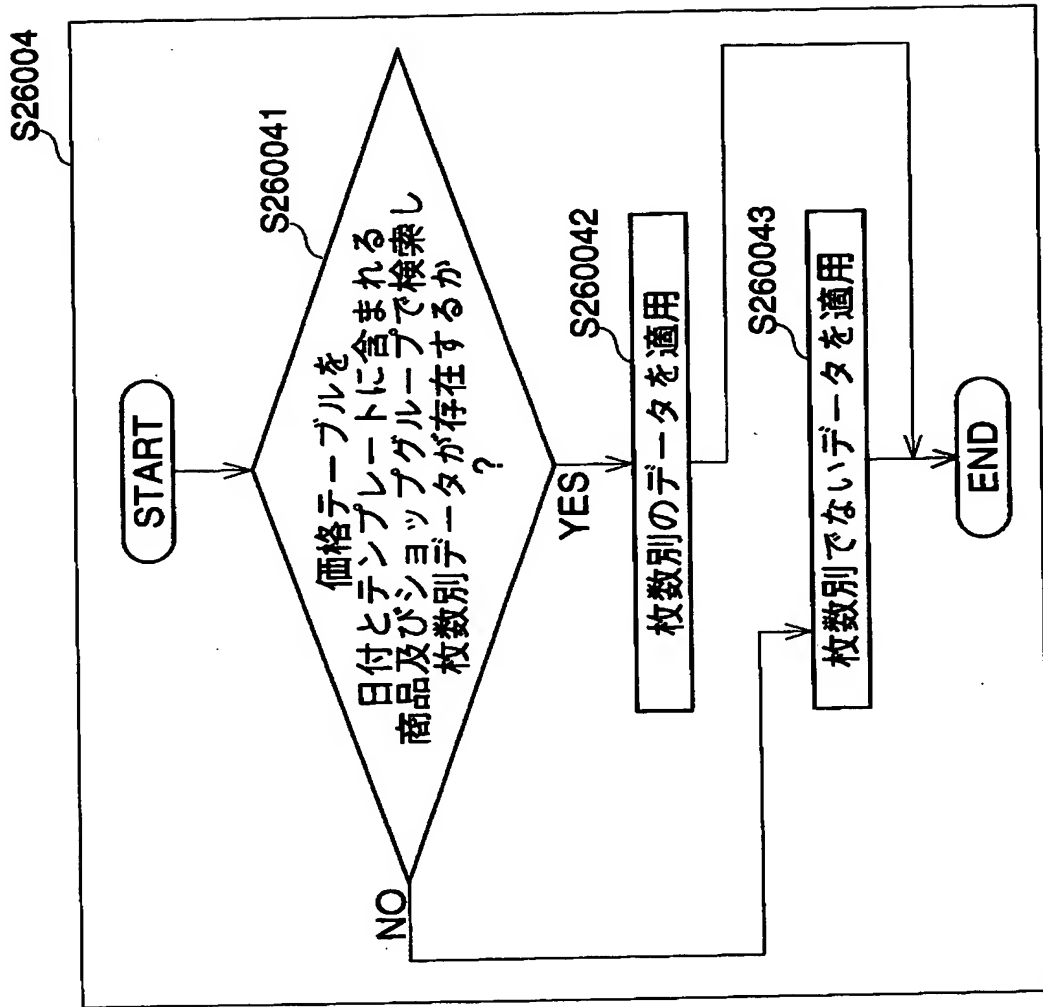 S26004
START
S260041
価格テーブルを
日付とテンプレートに含まれる
商品及びショップグループで検索し
枚数別データが存在するか
?
NO
YES
S260042
枚数別のデータを適用
S260043
枚数別でないデータを適用
END